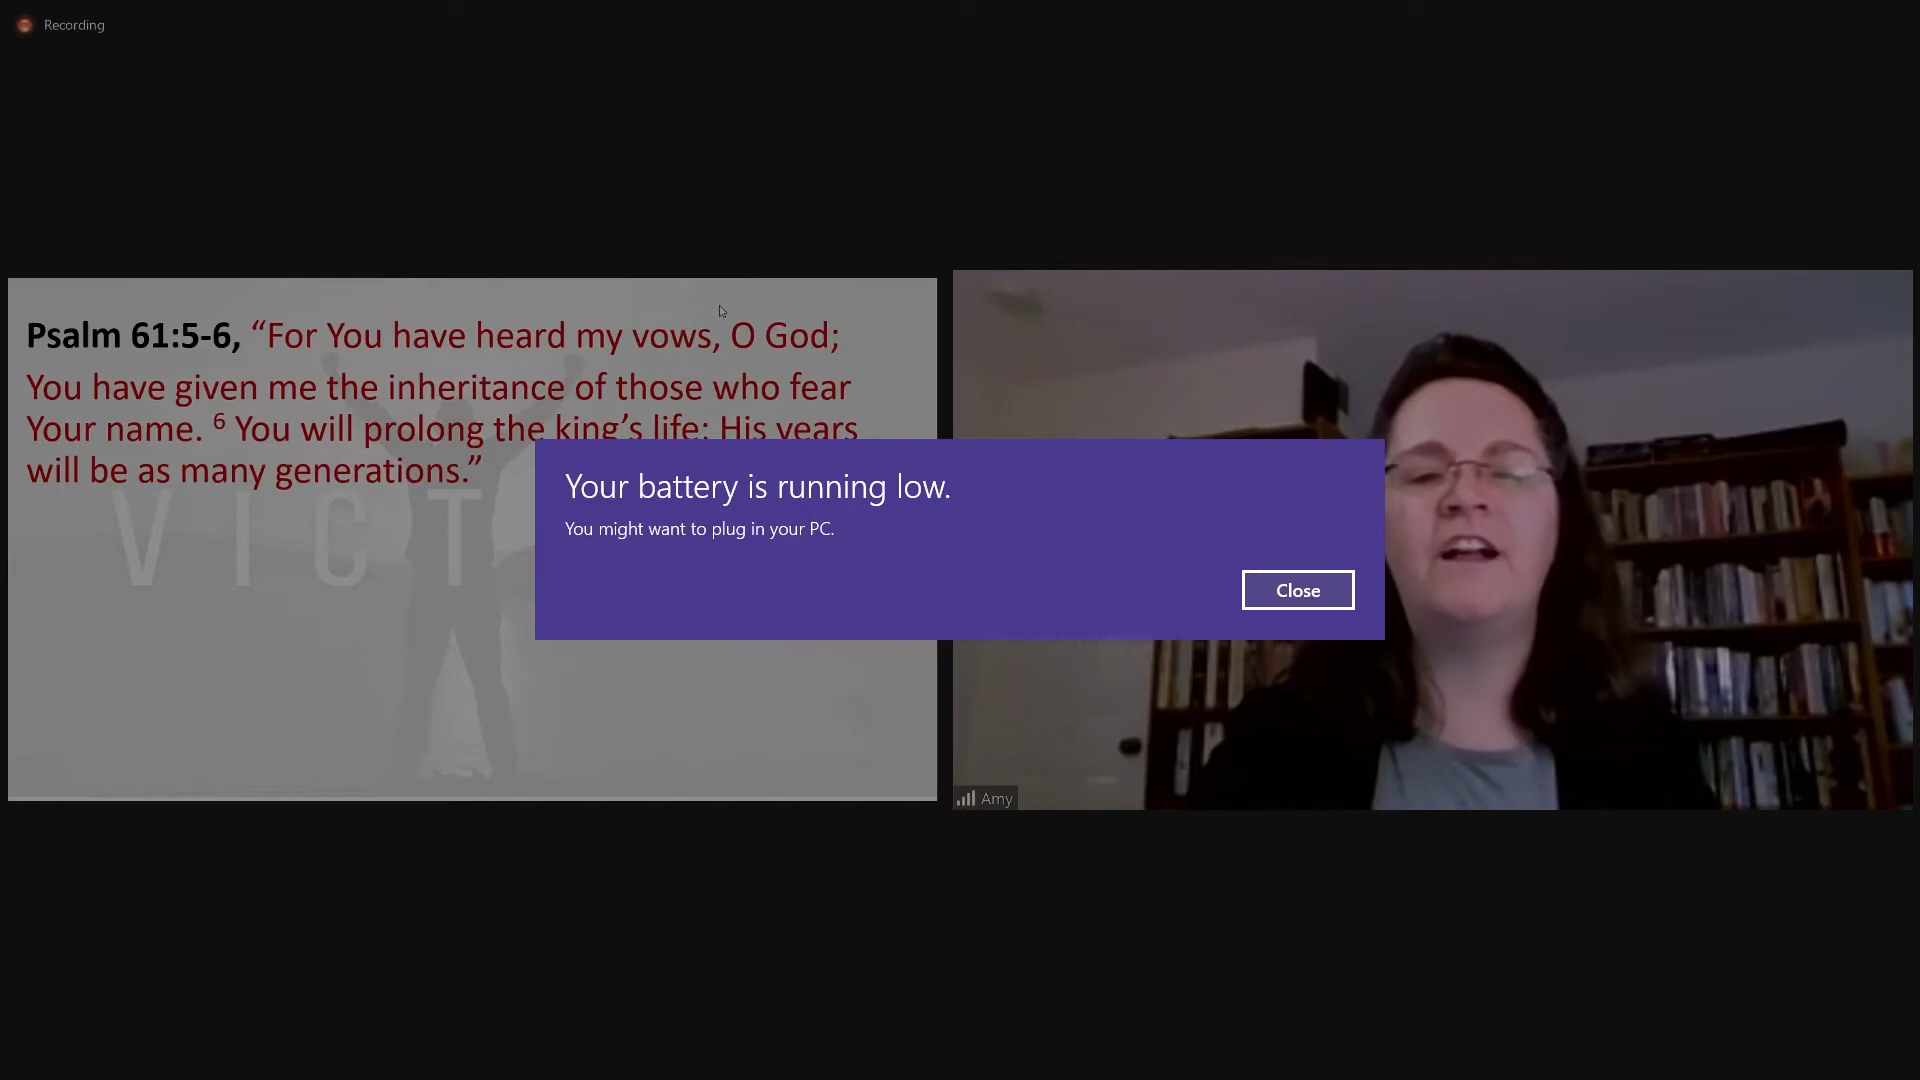 Recording
Psalm 61:5-6, “For You have heard my vows, O God;
You have given me the inheritance of those who fear
Your name. 6 You will prolong the king’s life; His years
will be as many generations.”
VICT
Your battery is running low.
You might want to plug in your PC.
Close
Amy